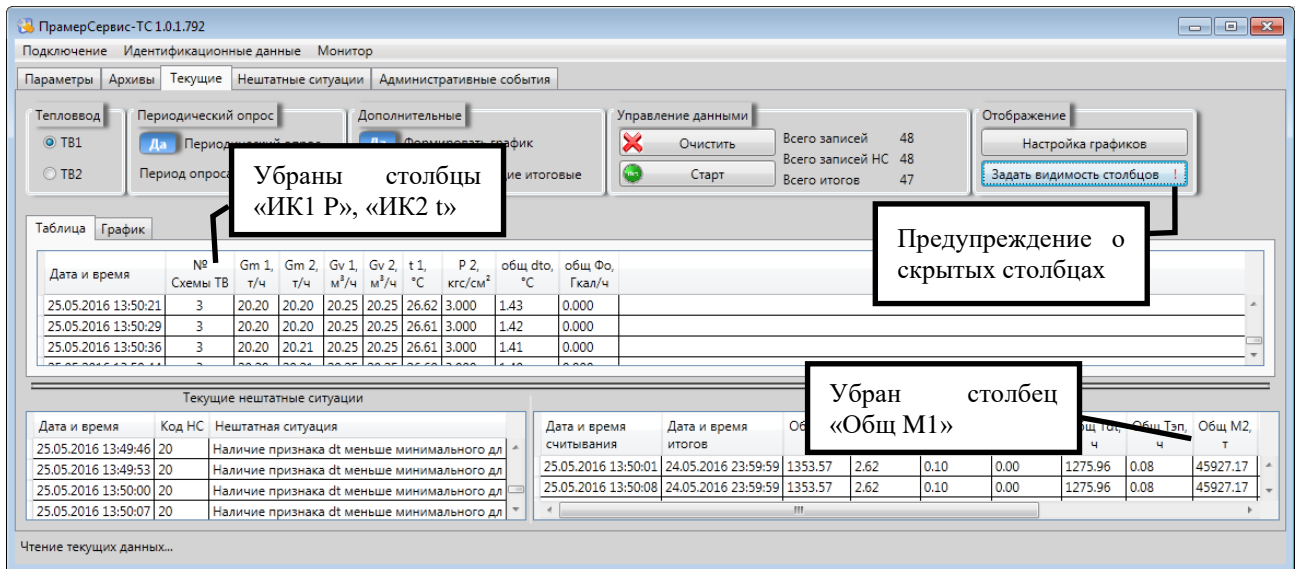 ПрамерСервис-ТС 1.0.1.792
Подключение Идентификационные данные Монитор
Параметры Архивы Текущие Нештатные ситуации Административные события
Тепловвод Периодический опрос Дополнительные Управление данными Отображение
ТВ1 Да Да Формировать график Очистить Всего записей 48 Настройка графиков
Всего записей НС 48
ТВ2 Период опроса итоговые Старт Всего итогов 47 Задать видимость столбцов !
Убраны столбцы
«ИК1 P», «ИК2 t»
Предупреждение о
скрытых столбцах
Таблица График
Дата и время № Gm 1, Gm 2, Gv 1, Gv 2, t 1, P 2, общ dto, общ Фо,
Схемы ТВ т/ч т/ч м³/ч м³/ч °C кгс/см² °C Гкал/ч
25.05.2016 13:50:21 3 20.20 20.20 20.25 20.25 26.62 3.000 1.43 0.000
25.05.2016 13:50:29 3 20.20 20.20 20.25 20.25 26.61 3.000 1.42 0.000
25.05.2016 13:50:36 3 20.20 20.21 20.25 20.25 26.61 3.000 1.41 0.000
Убран столбец
«Общ М1»
Текущие нештатные ситуации
Дата и время Код НС Нештатная ситуация
25.05.2016 13:49:46 20 Наличие признака dt меньше минимального дл
25.05.2016 13:49:53 20 Наличие признака dt меньше минимального дл
25.05.2016 13:50:00 20 Наличие признака dt меньше минимального дл
25.05.2016 13:50:07 20 Наличие признака dt меньше минимального дл
Дата и время Дата и время Общ Тэп, Общ М2,
считывания итогов ч ч т
25.05.2016 13:50:01 24.05.2016 23:59:59 1353.57 2.62 0.10 0.00 1275.96 0.08 45927.17
25.05.2016 13:50:08 24.05.2016 23:59:59 1353.57 2.62 0.10 0.00 1275.96 0.08 45927.17
Чтение текущих данных...